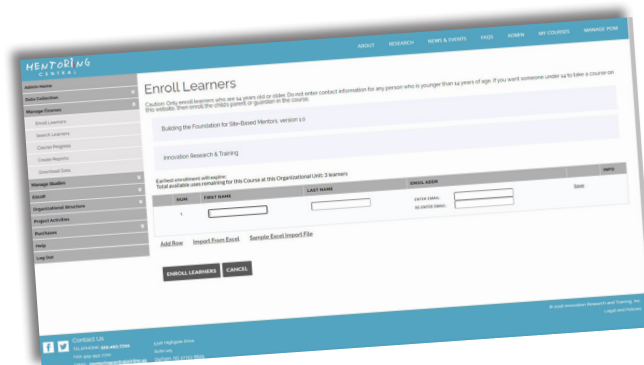 MENTORING
CENTRAL
ABOUT RESEARCH NEWS & EVENTS FAQS ADMIN MY COURSES MANAGE PCM
Admin Home
Data Collection
Manage Courses
Enroll Learners
Search Learners
Course Progress
Create Reports
Download Data
Manage Studies
Enroll
Organizational Structure
Project Activities
Purchases
Help
Log Out
Enroll Learners
Caution: Only enroll learners who are 14 years old or older. Do not enter contact information for any person who is younger than 14 years of age. If you want someone under 14 to take a course on
this website, then enroll the child's parent or guardian in the course.
Building the Foundation for Site-Based Mentors, version 1.0
Innovation Research & Training
Earliest enrollment will expire:
Total available uses remaining for this Course at this Organizational Unit: 3 learners
NUM FIRST NAME LAST NAME EMAIL ADDR INFO
1 ENTER EMAIL: Save
RE-ENTER EMAIL:
Add Row Import From Excel Sample Excel Import File
ENROLL LEARNERS CANCEL
Contact Us
TELEPHONE:
Suite
Durham, NC
Innovation Research and Training, Inc.
Legal and Policies